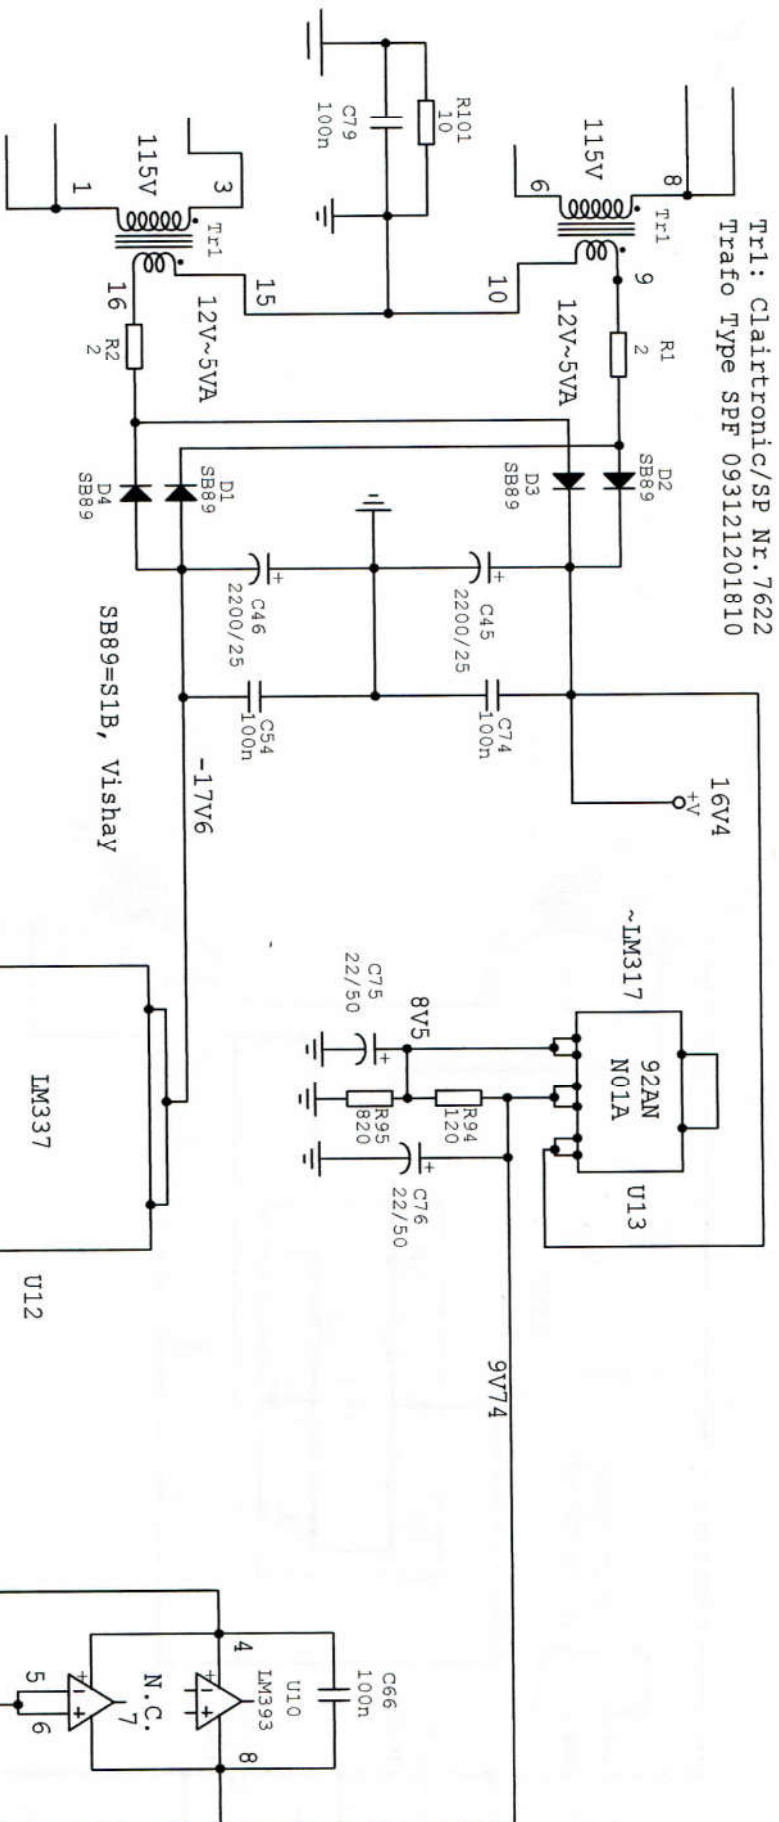 Tr1: Clairtronic/SP Nr.7622
Trafo Type SPF 093121201810
8
6
115V
Tr1
9
10
12V~5VA
R1
2
R101
10
C79
100n
3
1
115V
Tr1
15
16
12V~5VA
R2
2
D2
SB89
D3
SB89
D1
SB89
D4
SB89
+
C45
2200/25
+
C46
2200/25
C74
100n
C54
100n
SB89=S1B, Vishay
-17V6
16V4
+V
~LM317
92AN
N01A
U13
8V5
C75
22/50
+
R94
120
R95
820
+
C76
22/50
9V74
LM337
U12
C66
100n
U10
LM393
4
8
+
-
+
N.C.
+
-
+
5
6
7